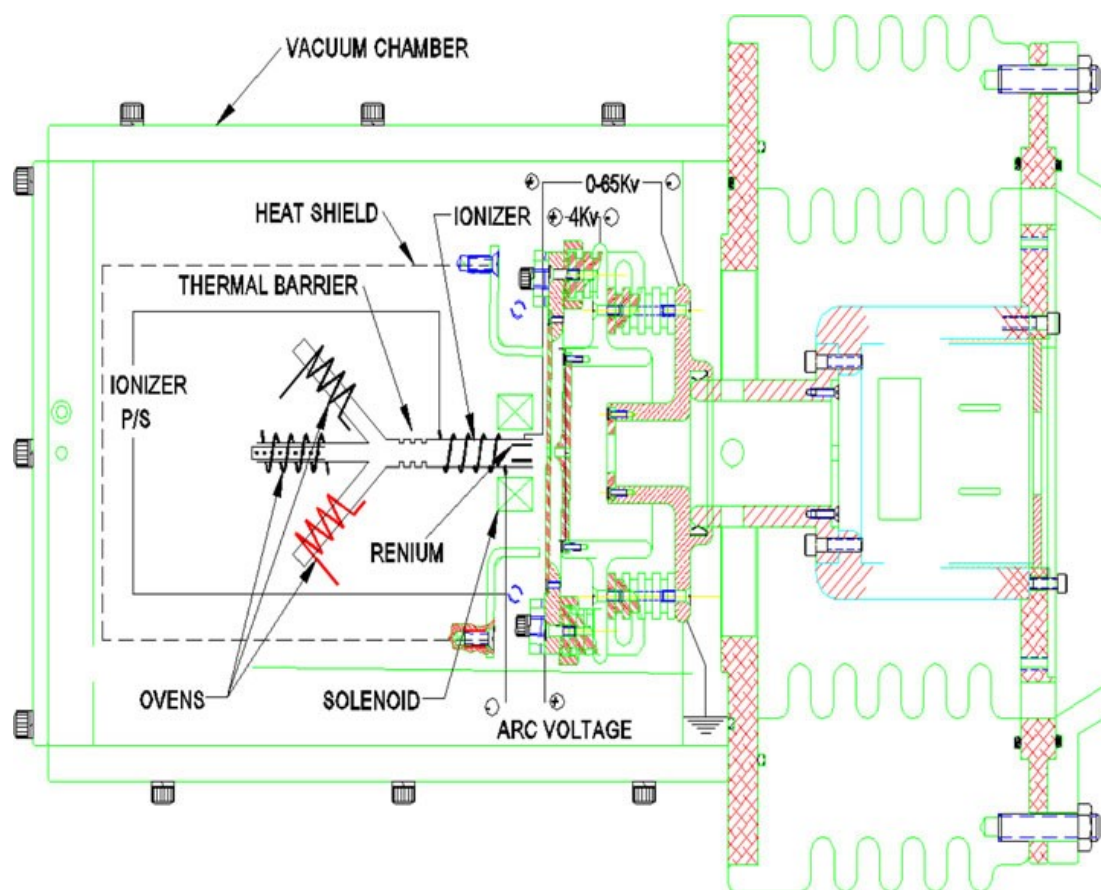 VACUUM CHAMBER
0-65Kv
HEAT SHIELD
IONIZER
4Kv
THERMAL BARRIER
IONIZER
P/S
RENIUM
OVENS
SOLENOID
ARC VOLTAGE